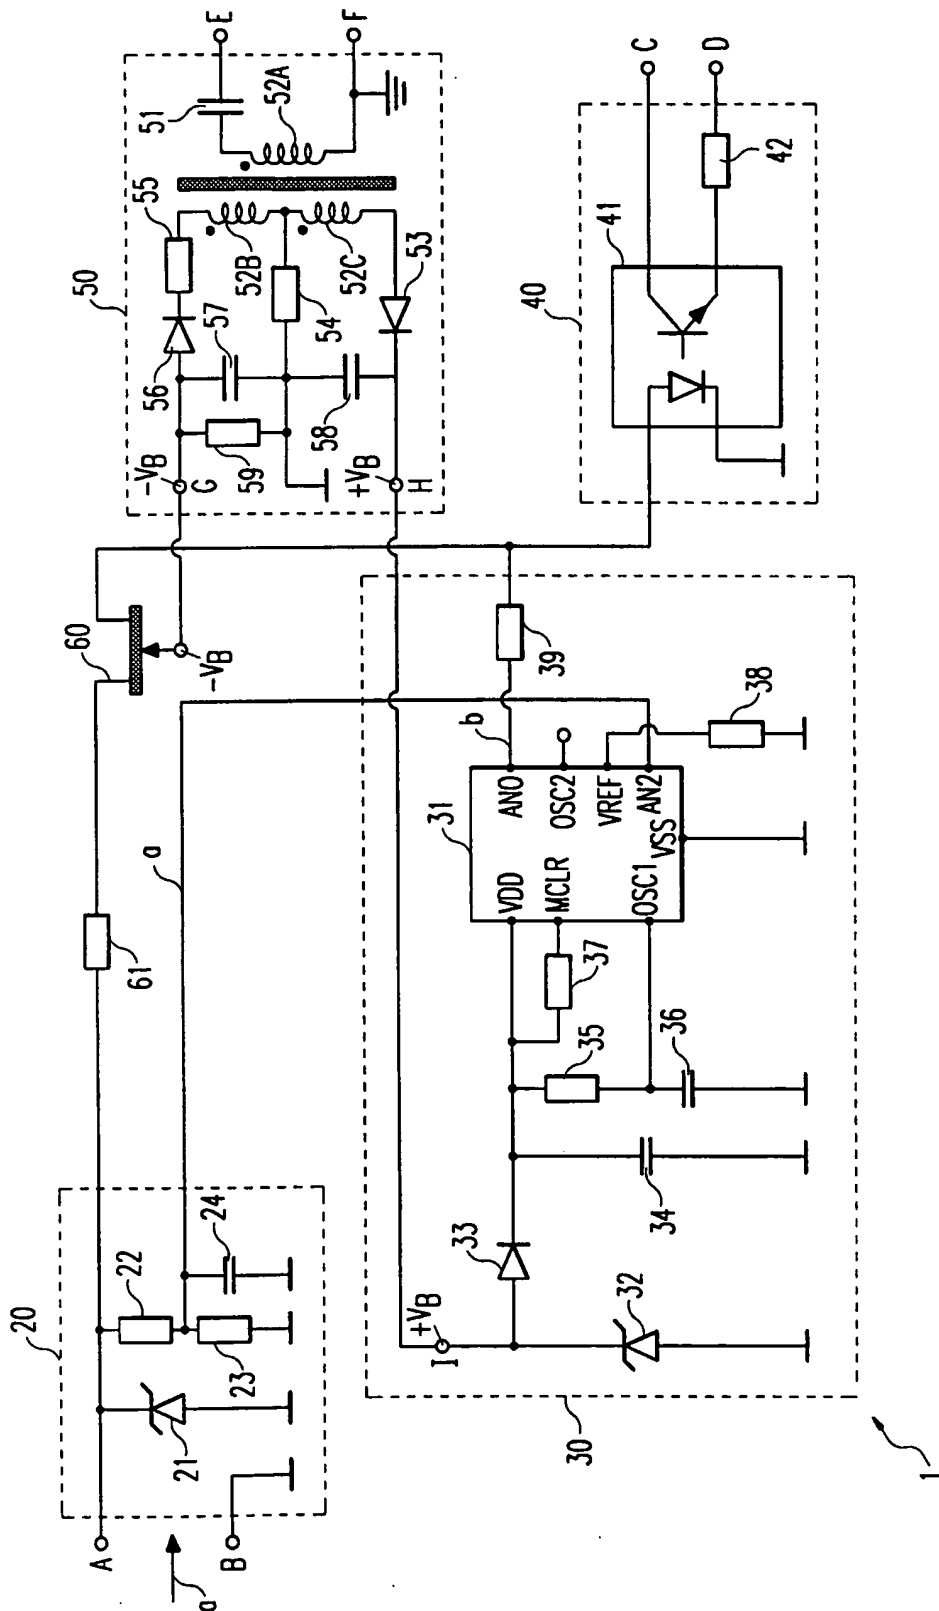 E
F
51
52A
55
50
52B
52C
53
54
57
56
58
59
-VB
G
+VB
H
C
D
42
41
40
60
-VB
39
38
b
a
61
31
AN0
OSC2
VREF
AN2
VDD
MCLR
OSC1
VSS
37
35
36
34
33
32
+VB
I
30
24
22
23
20
21
A
B
a
1